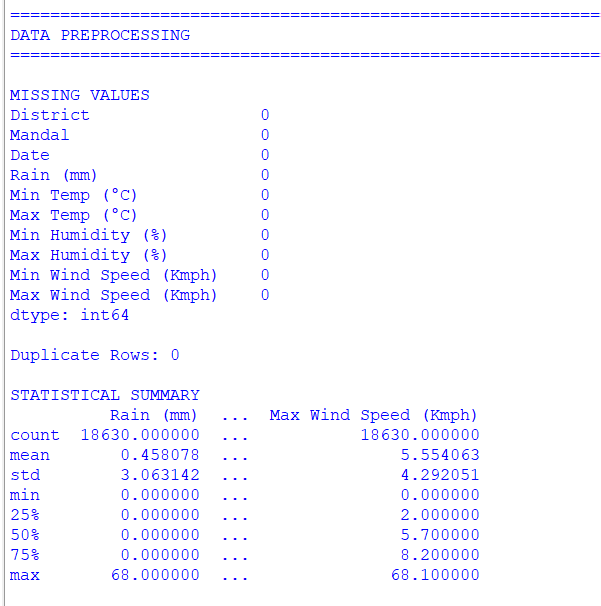 ===========================================================
DATA PREPROCESSING
===========================================================

MISSING VALUES
District                 0
Mandal                   0
Date                     0
Rain (mm)                0
Min Temp (°C)            0
Max Temp (°C)            0
Min Humidity (%)         0
Max Humidity (%)         0
Min Wind Speed (Kmph)    0
Max Wind Speed (Kmph)    0
dtype: int64

Duplicate Rows: 0

STATISTICAL SUMMARY
          Rain (mm)  ...  Max Wind Speed (Kmph)
count  18630.000000  ...           18630.000000
mean       0.458078  ...               5.554063
std        3.063142  ...               4.292051
min        0.000000  ...               0.000000
25%        0.000000  ...               2.000000
50%        0.000000  ...               5.700000
75%        0.000000  ...               8.200000
max       68.000000  ...              68.100000